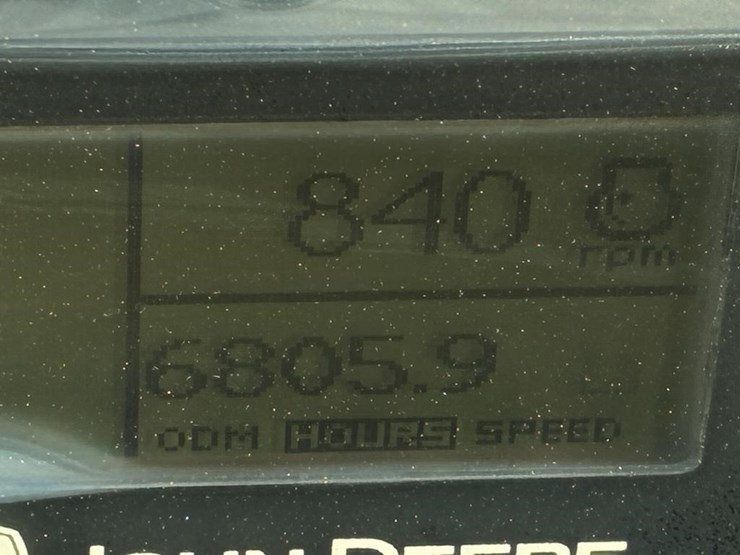 840
rpm
6805.9
ODM HOURS SPEED
JOHN DEERE